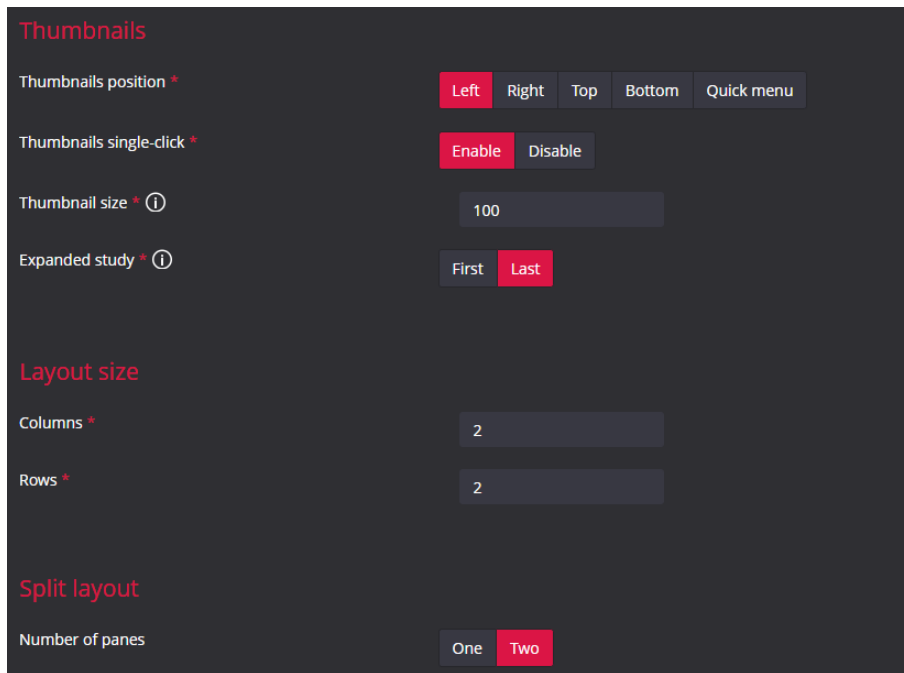 Thumbnails
Thumbnails position * Left Right Top Bottom Quick menu
Thumbnails single-click * Enable Disable
Thumbnail size * 100
Expanded study * First Last
Layout size
Columns * 2
Rows * 2
Split layout
Number of panes One Two